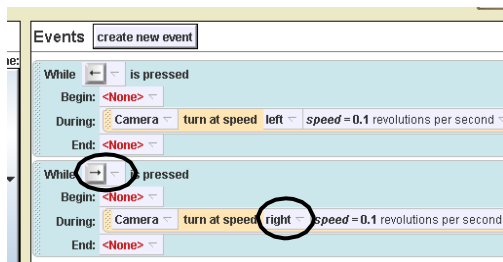 Events create new event
ne:
While ← is pressed
Begin: <None>
During: Camera turn at speed left speed = 0.1 revolutions per second
End: <None>
While → is pressed
Begin: <None>
During: Camera turn at speed right speed = 0.1 revolutions per second
End: <None>